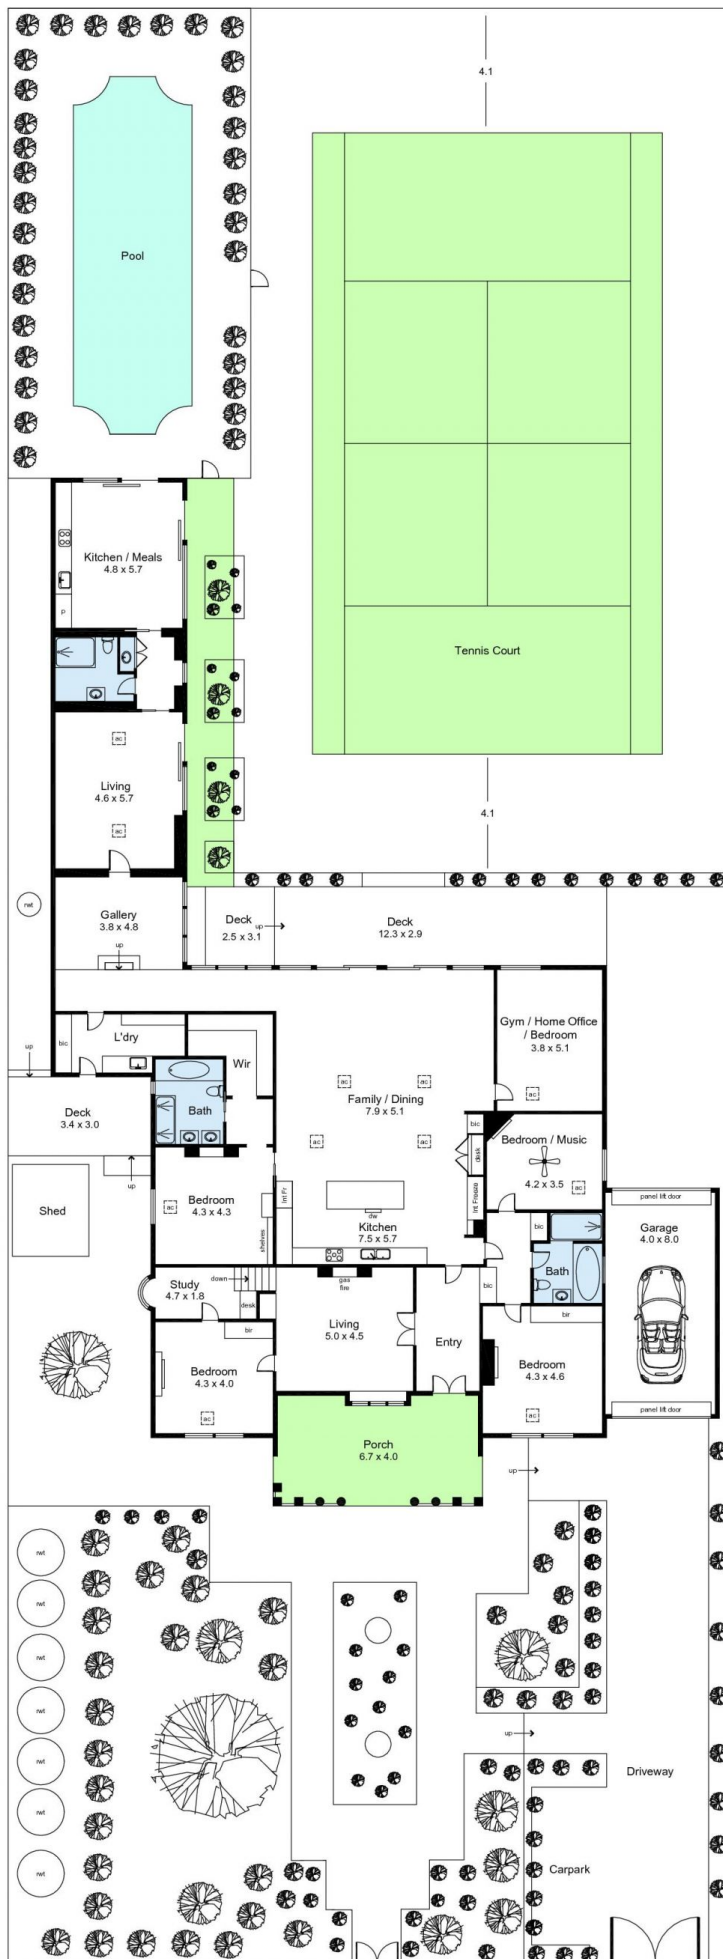 4.1
Pool
Kitchen / Meals
4.8 x 5.7
p
Tennis Court
ac
Living
4.6 x 5.7
ac
4.1
rwt
Gallery
3.8 x 4.8
up
Deck
2.5 x 3.1
up
Deck
12.3 x 2.9
bic
L'dry
Wir
Gym / Home Office
/ Bedroom
3.8 x 5.1
ac
up
Deck
3.4 x 3.0
Bath
ac
ac
Family / Dining
7.9 x 5.1
ac
ac
bic
desk
Bedroom / Music
4.2 x 3.5
ac
up
Shed
Bedroom
4.3 x 4.3
ac
shelves
Int Fr
dw
Kitchen
7.5 x 5.7
Int Freeze
bic
Bath
panel lift door
Garage
4.0 x 8.0
Study
4.7 x 1.8
down
desk
gas
fire
Living
5.0 x 4.5
Entry
bic
bir
Bedroom
4.3 x 4.0
ac
bir
Bedroom
4.3 x 4.6
ac
panel lift door
Porch
6.7 x 4.0
up
rwt
rwt
rwt
rwt
rwt
rwt
rwt
up
Driveway
Carpark